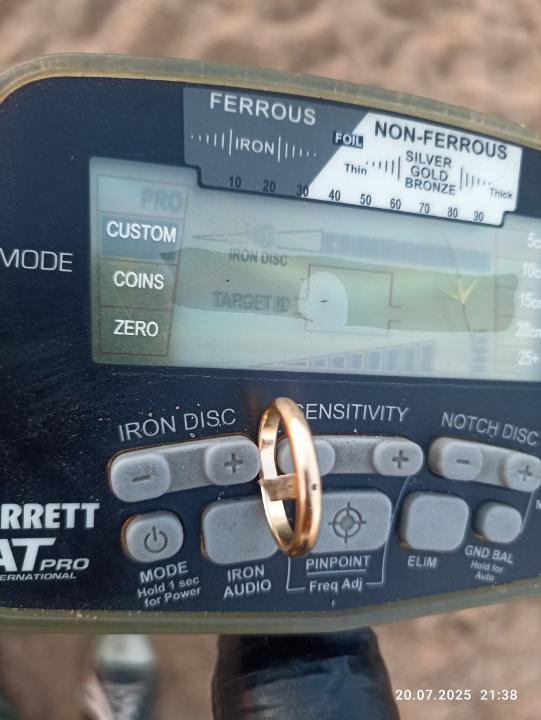 FERROUS
IRON
10 20 30
FOIL
NON-FERROUS
Thin
SILVER
GOLD
BRONZE
Thick
40 50 60 70 80 90
MODE
PRO
CUSTOM
COINS
ZERO
IRON DISC
TARGET ID
5c
10c
15c
20c
25+
IRON DISC
SENSITIVITY
NOTCH DISC
- +
+
- +
RRETT
AT PRO
ERNATIONAL
MODE
Hold 1 sec
for Power
IRON
AUDIO
PINPOINT
Freq Adj
ELIM
GND BAL
Hold for
Auto
20.07.2025 21:38